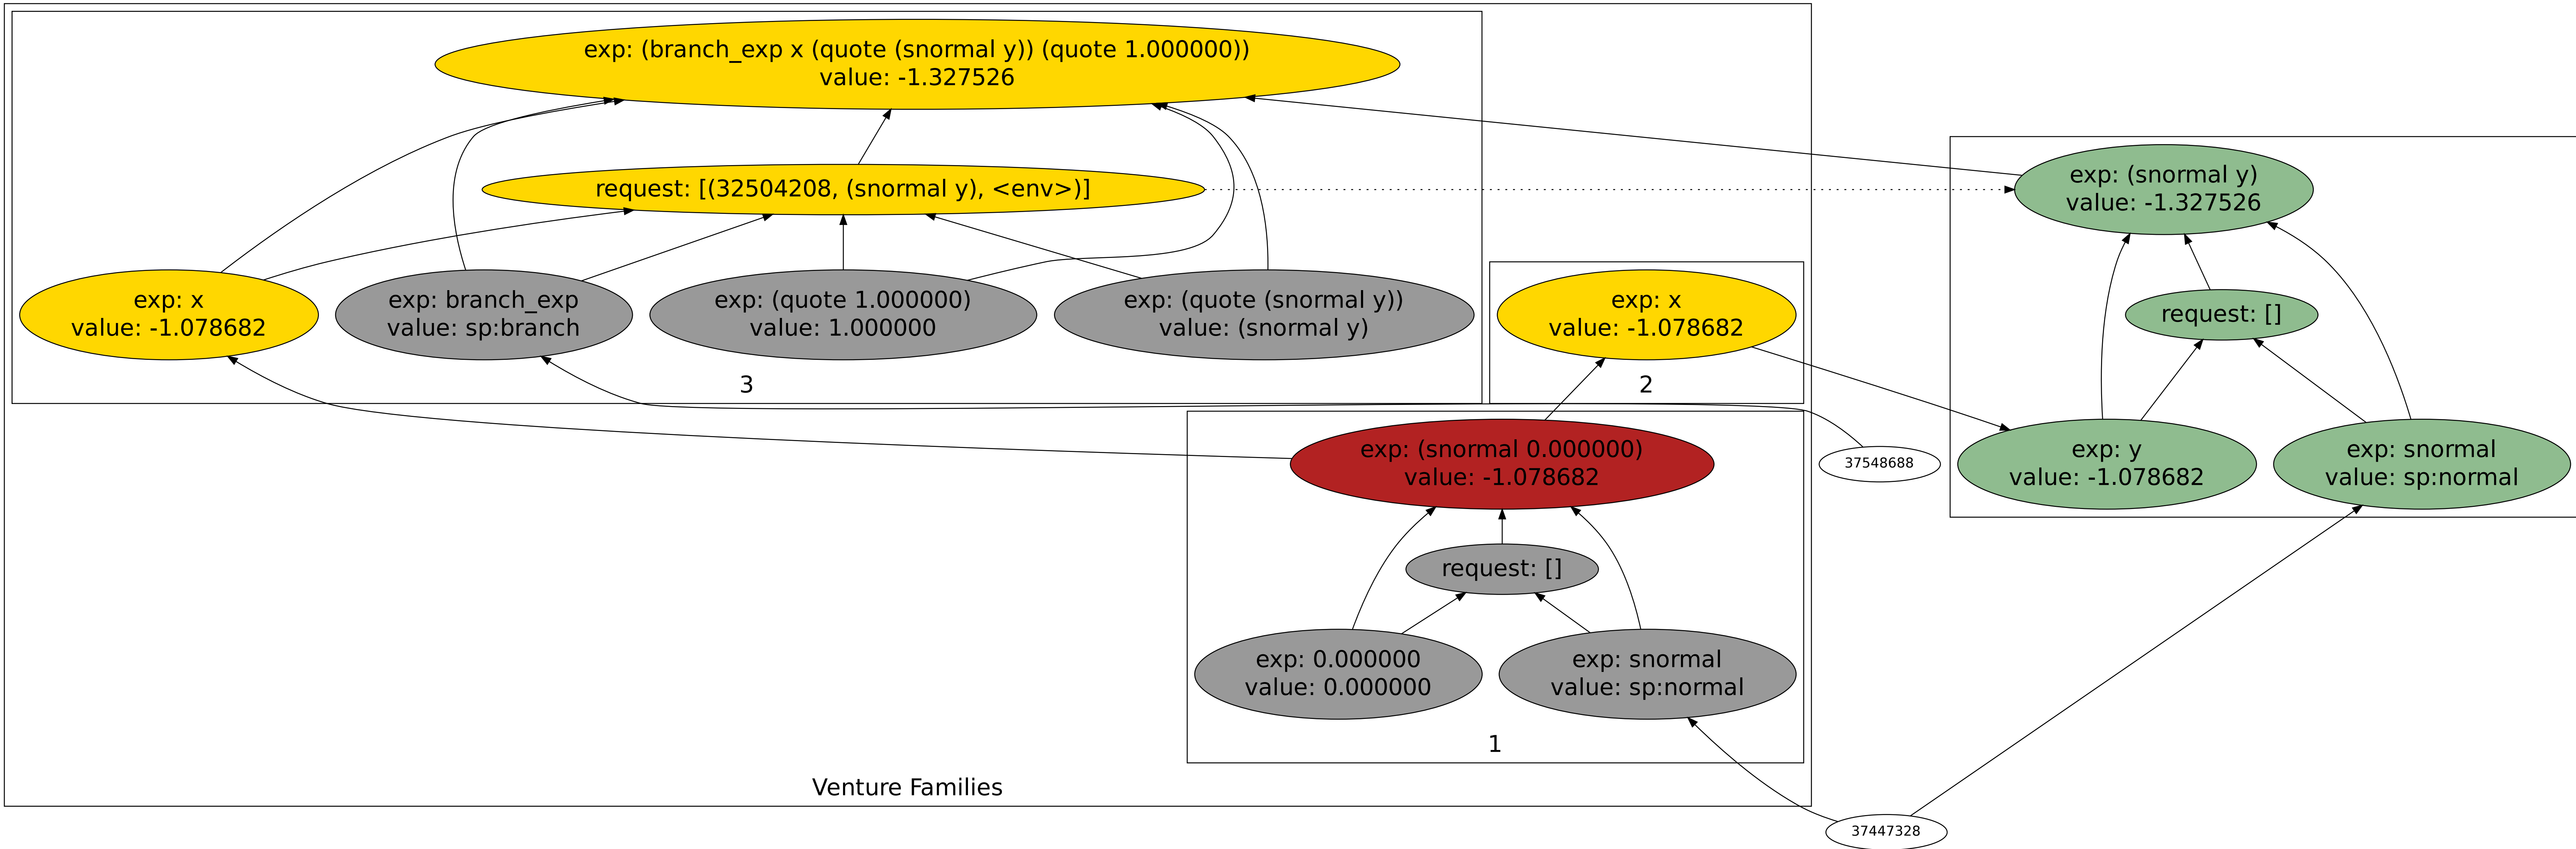 exp: (branch_exp x (quote (snormal y)) (quote 1.000000))
value: -1.327526
request: [(32504208, (snormal y), <env>)]
exp: x
value: -1.078682
exp: branch_exp
value: sp:branch
exp: (quote 1.000000)
value: 1.000000
exp: (quote (snormal y))
value: (snormal y)
3
exp: x
value: -1.078682
2
exp: (snormal 0.000000)
value: -1.078682
request: []
exp: 0.000000
value: 0.000000
exp: snormal
value: sp:normal
1
Venture Families
exp: (snormal y)
value: -1.327526
request: []
exp: y
value: -1.078682
exp: snormal
value: sp:normal
37548688
37447328